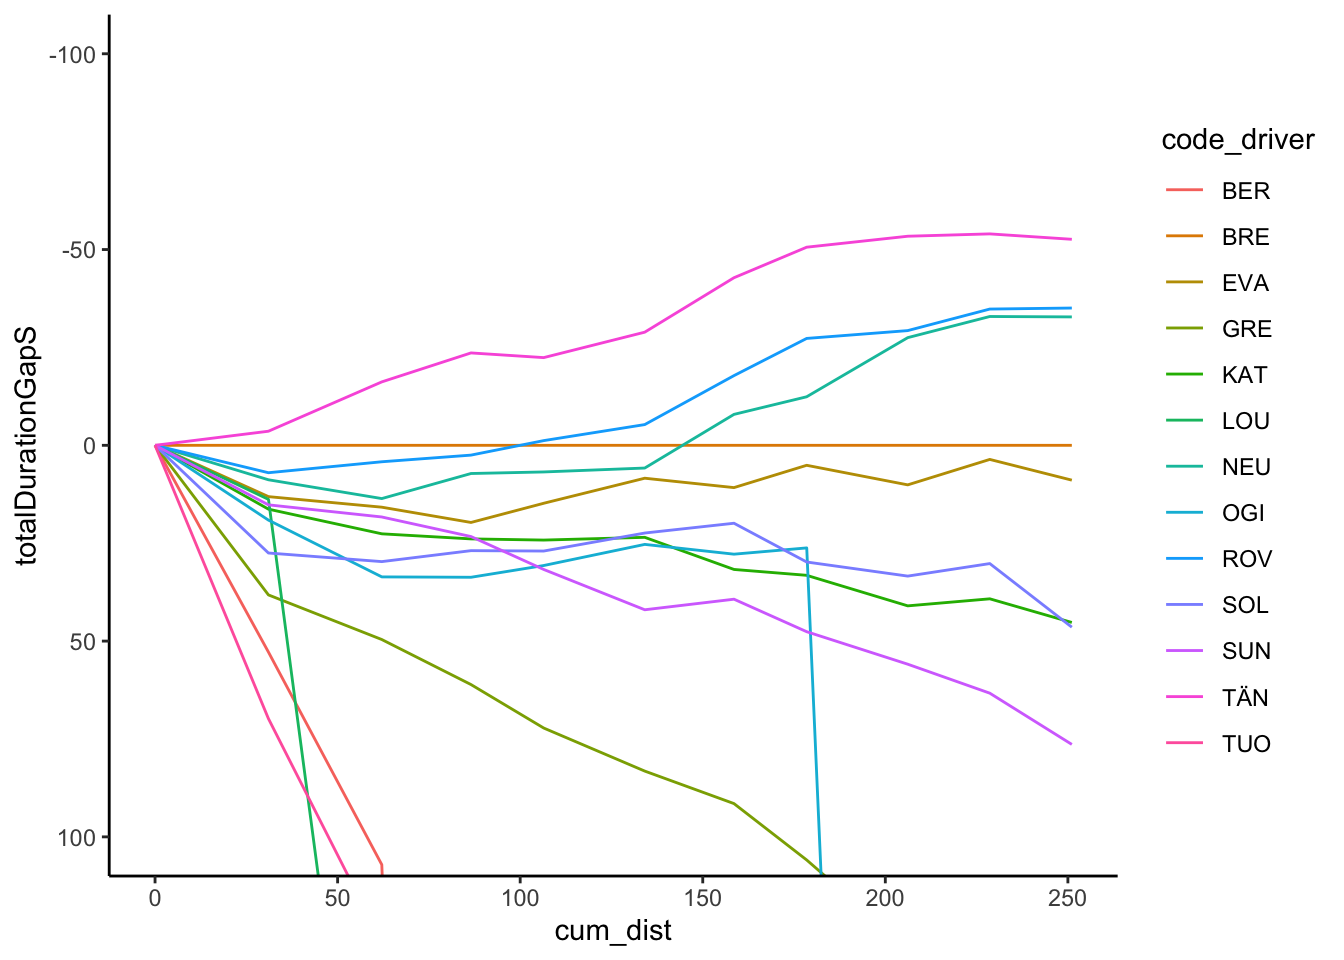 -100
-50
0
50
100
totalDurationGapS
0 50 100 150 200 250
cum_dist
code_driver
BER
BRE
EVA
GRE
KAT
LOU
NEU
OGI
ROV
SOL
SUN
TÄN
TUO